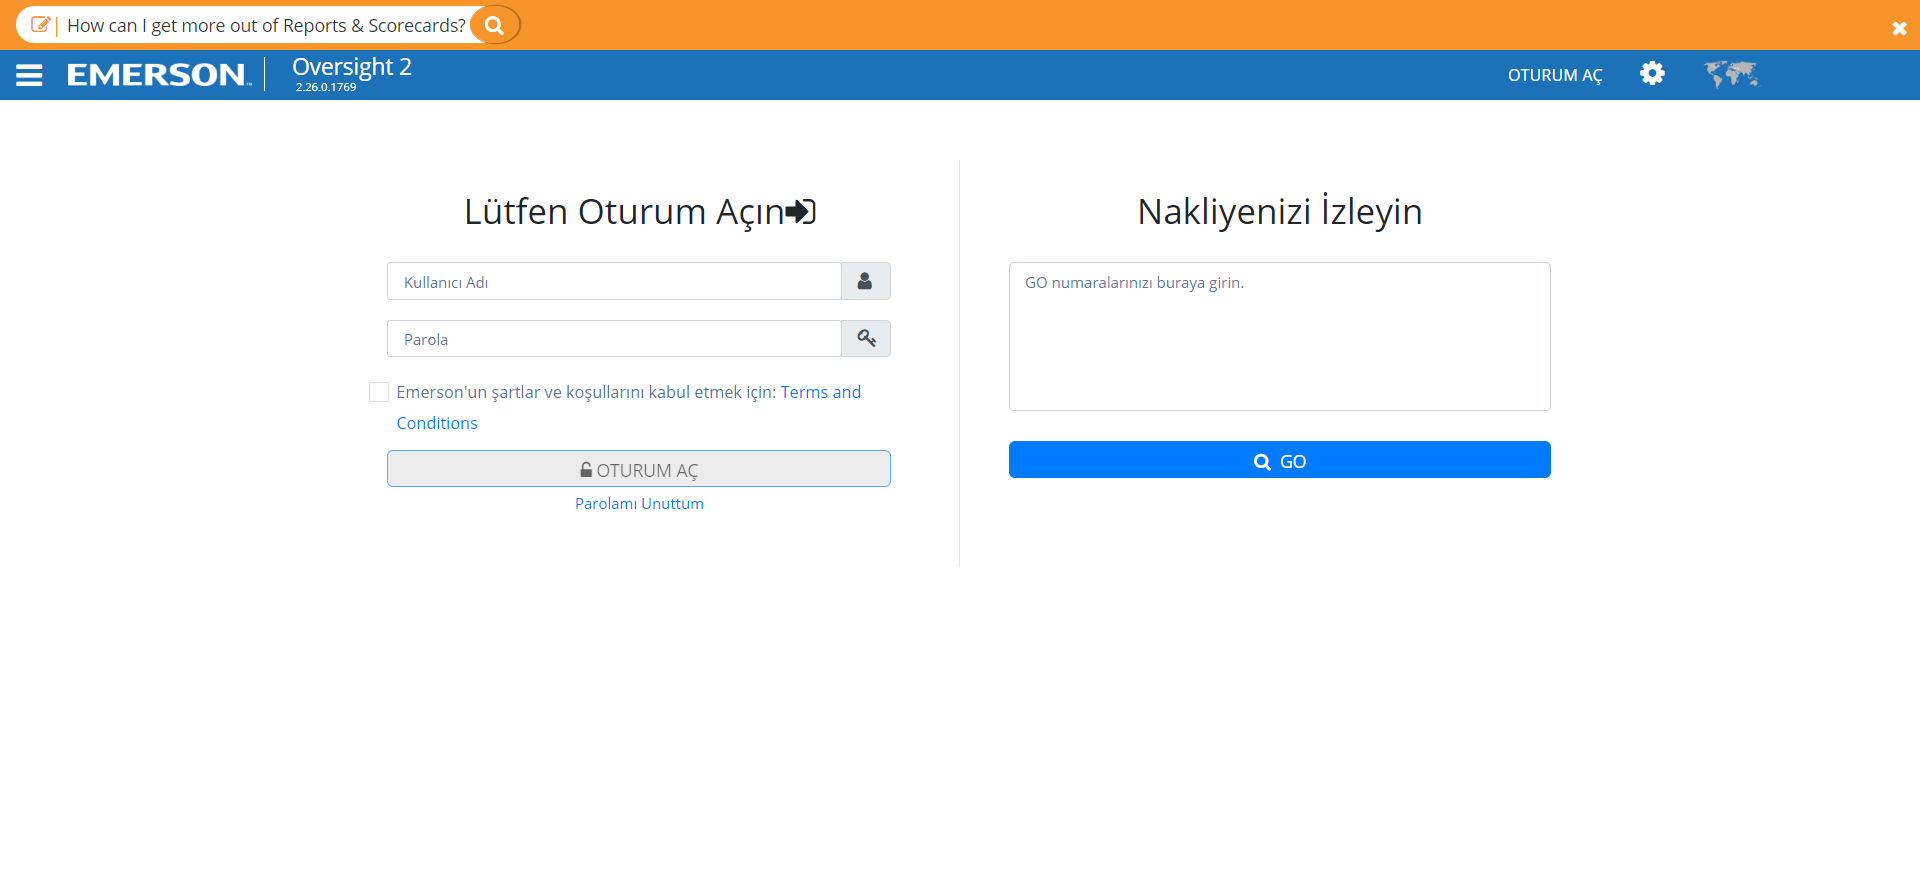 How can I get more out of Reports & Scorecards?
EMERSON™
Oversight 2
2.26.0.1769
OTURUM AÇ
Lütfen Oturum Açın
Kullanıcı Adı
Parola
Emerson'un şartlar ve koşullarını kabul etmek için: Terms and
Conditions
OTURUM AÇ
Parolamı Unuttum
Nakliyenizi İzleyin
GO numaralarınızı buraya girin.
GO